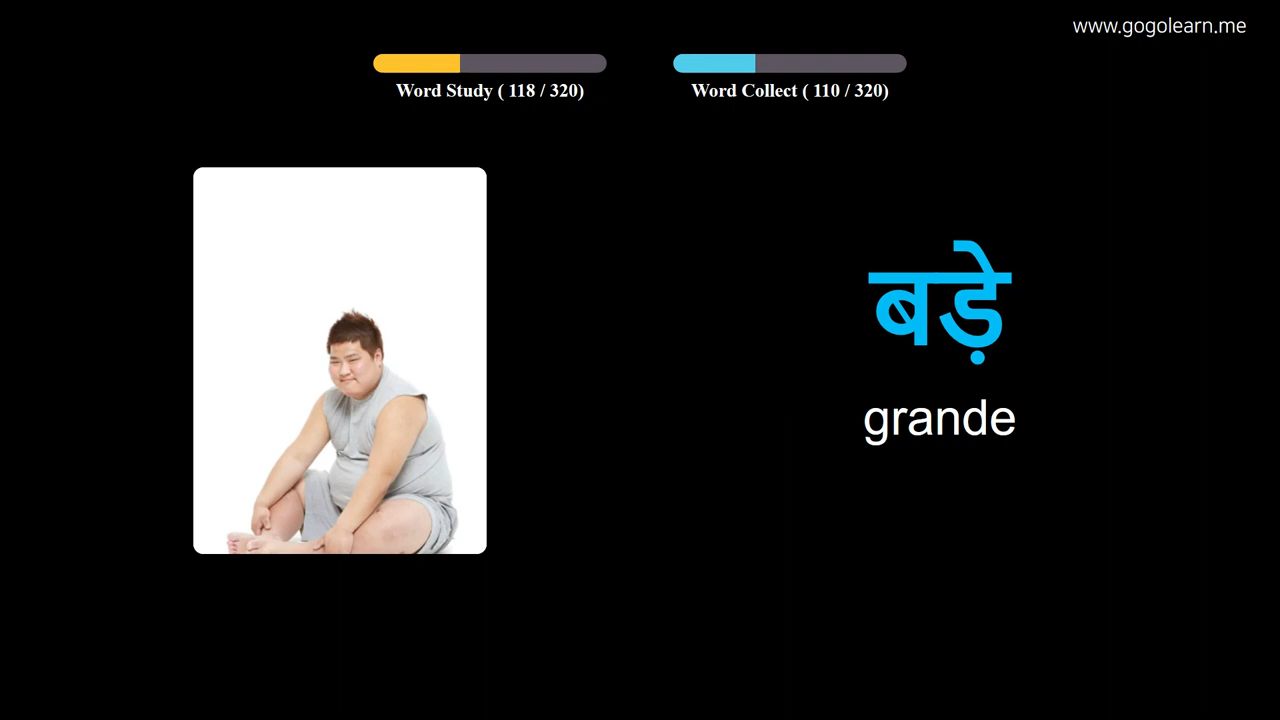 www.gogolearn.me
Word Study ( 118 / 320)
Word Collect ( 110 / 320)
बड़े
grande